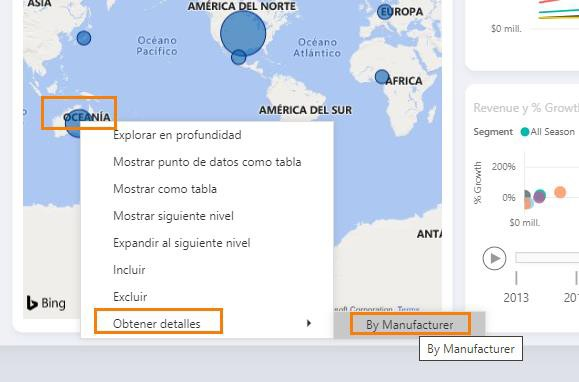 ASIA
AMÉRICA DEL NORTE
EUROPA
Océano
Pacífico
Océano
Atlántico
ÁFRICA
OCEANÍA
AMÉRICA DEL SUR
ANTÁ
Explorar en profundidad
Mostrar punto de datos como tabla
Mostrar como tabla
Mostrar siguiente nivel
Expandir al siguiente nivel
Incluir
Excluir
Obtener detalles
By Manufacturer
By Manufacturer
Bing
soft Corporation Terms
$0 mill.
Revenue y % Growth
Segment All Season
% Growth
200%
0%
$0 mill.
2013
201